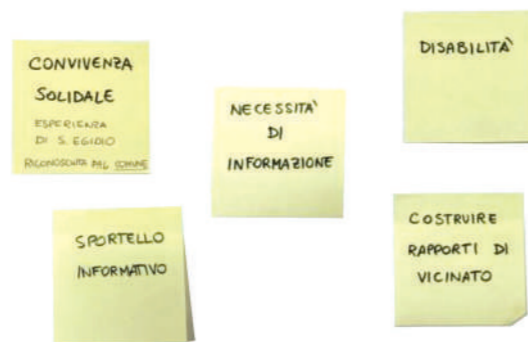 CONVIVENZA
SOLIDALE
ESPERIENZA
DI S. EGIDIO
RICONOSCIUTA DAL COMUNE
NECESSITA'
DI
INFORMAZIONE
DISABILITA'
SPORTELLO
INFORMATIVO
COSTRUIRE
RAPPORTI DI
VICINATO